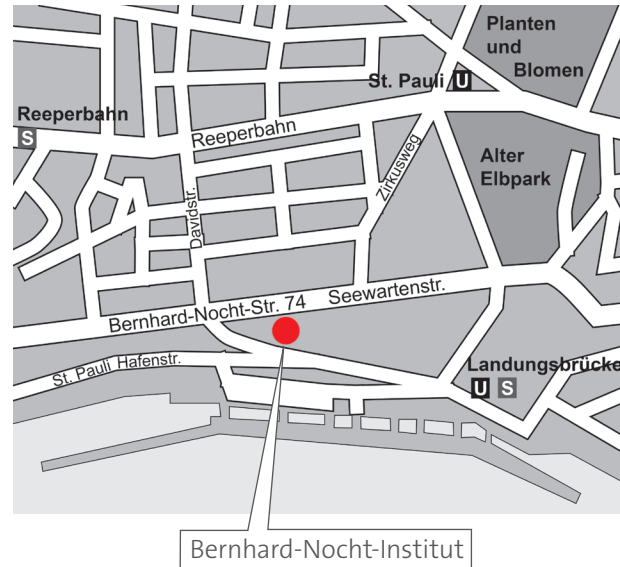 Planten
und
Blomen
St. Pauli U
Reeperbahn
S
Reeperbahn
Alter
Elbpark
Zirkusweg
Davidstr.
Bernhard-Nocht-Str. 74
Seewartenstr.
St. Pauli Hafenstr.
Landungsbrücke
U S
Bernhard-Nocht-Institut